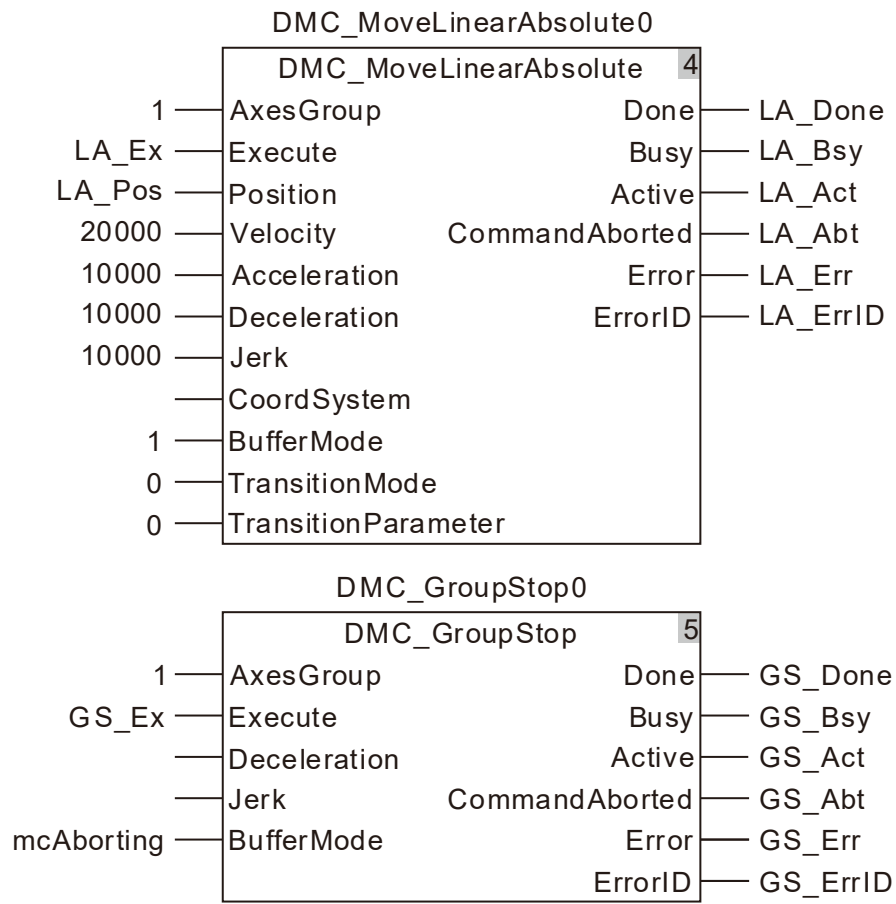 DMC_MoveLinearAbsolute0
DMC_MoveLinearAbsolute 4
1 AxesGroup Done LA_Done
LA_Ex Execute Busy LA_Bsy
LA_Pos Position Active LA_Act
20000 Velocity CommandAborted LA_Abt
10000 Acceleration Error LA_Err
10000 Deceleration ErrorID LA_ErrID
10000 Jerk
CoordSystem
1 BufferMode
0 TransitionMode
0 TransitionParameter
DMC_GroupStop0
DMC_GroupStop 5
1 AxesGroup Done GS_Done
GS_Ex Execute Busy GS_Bsy
Deceleration Active GS_Act
Jerk CommandAborted GS_Abt
mcAborting BufferMode Error GS_Err
ErrorID GS_ErrID